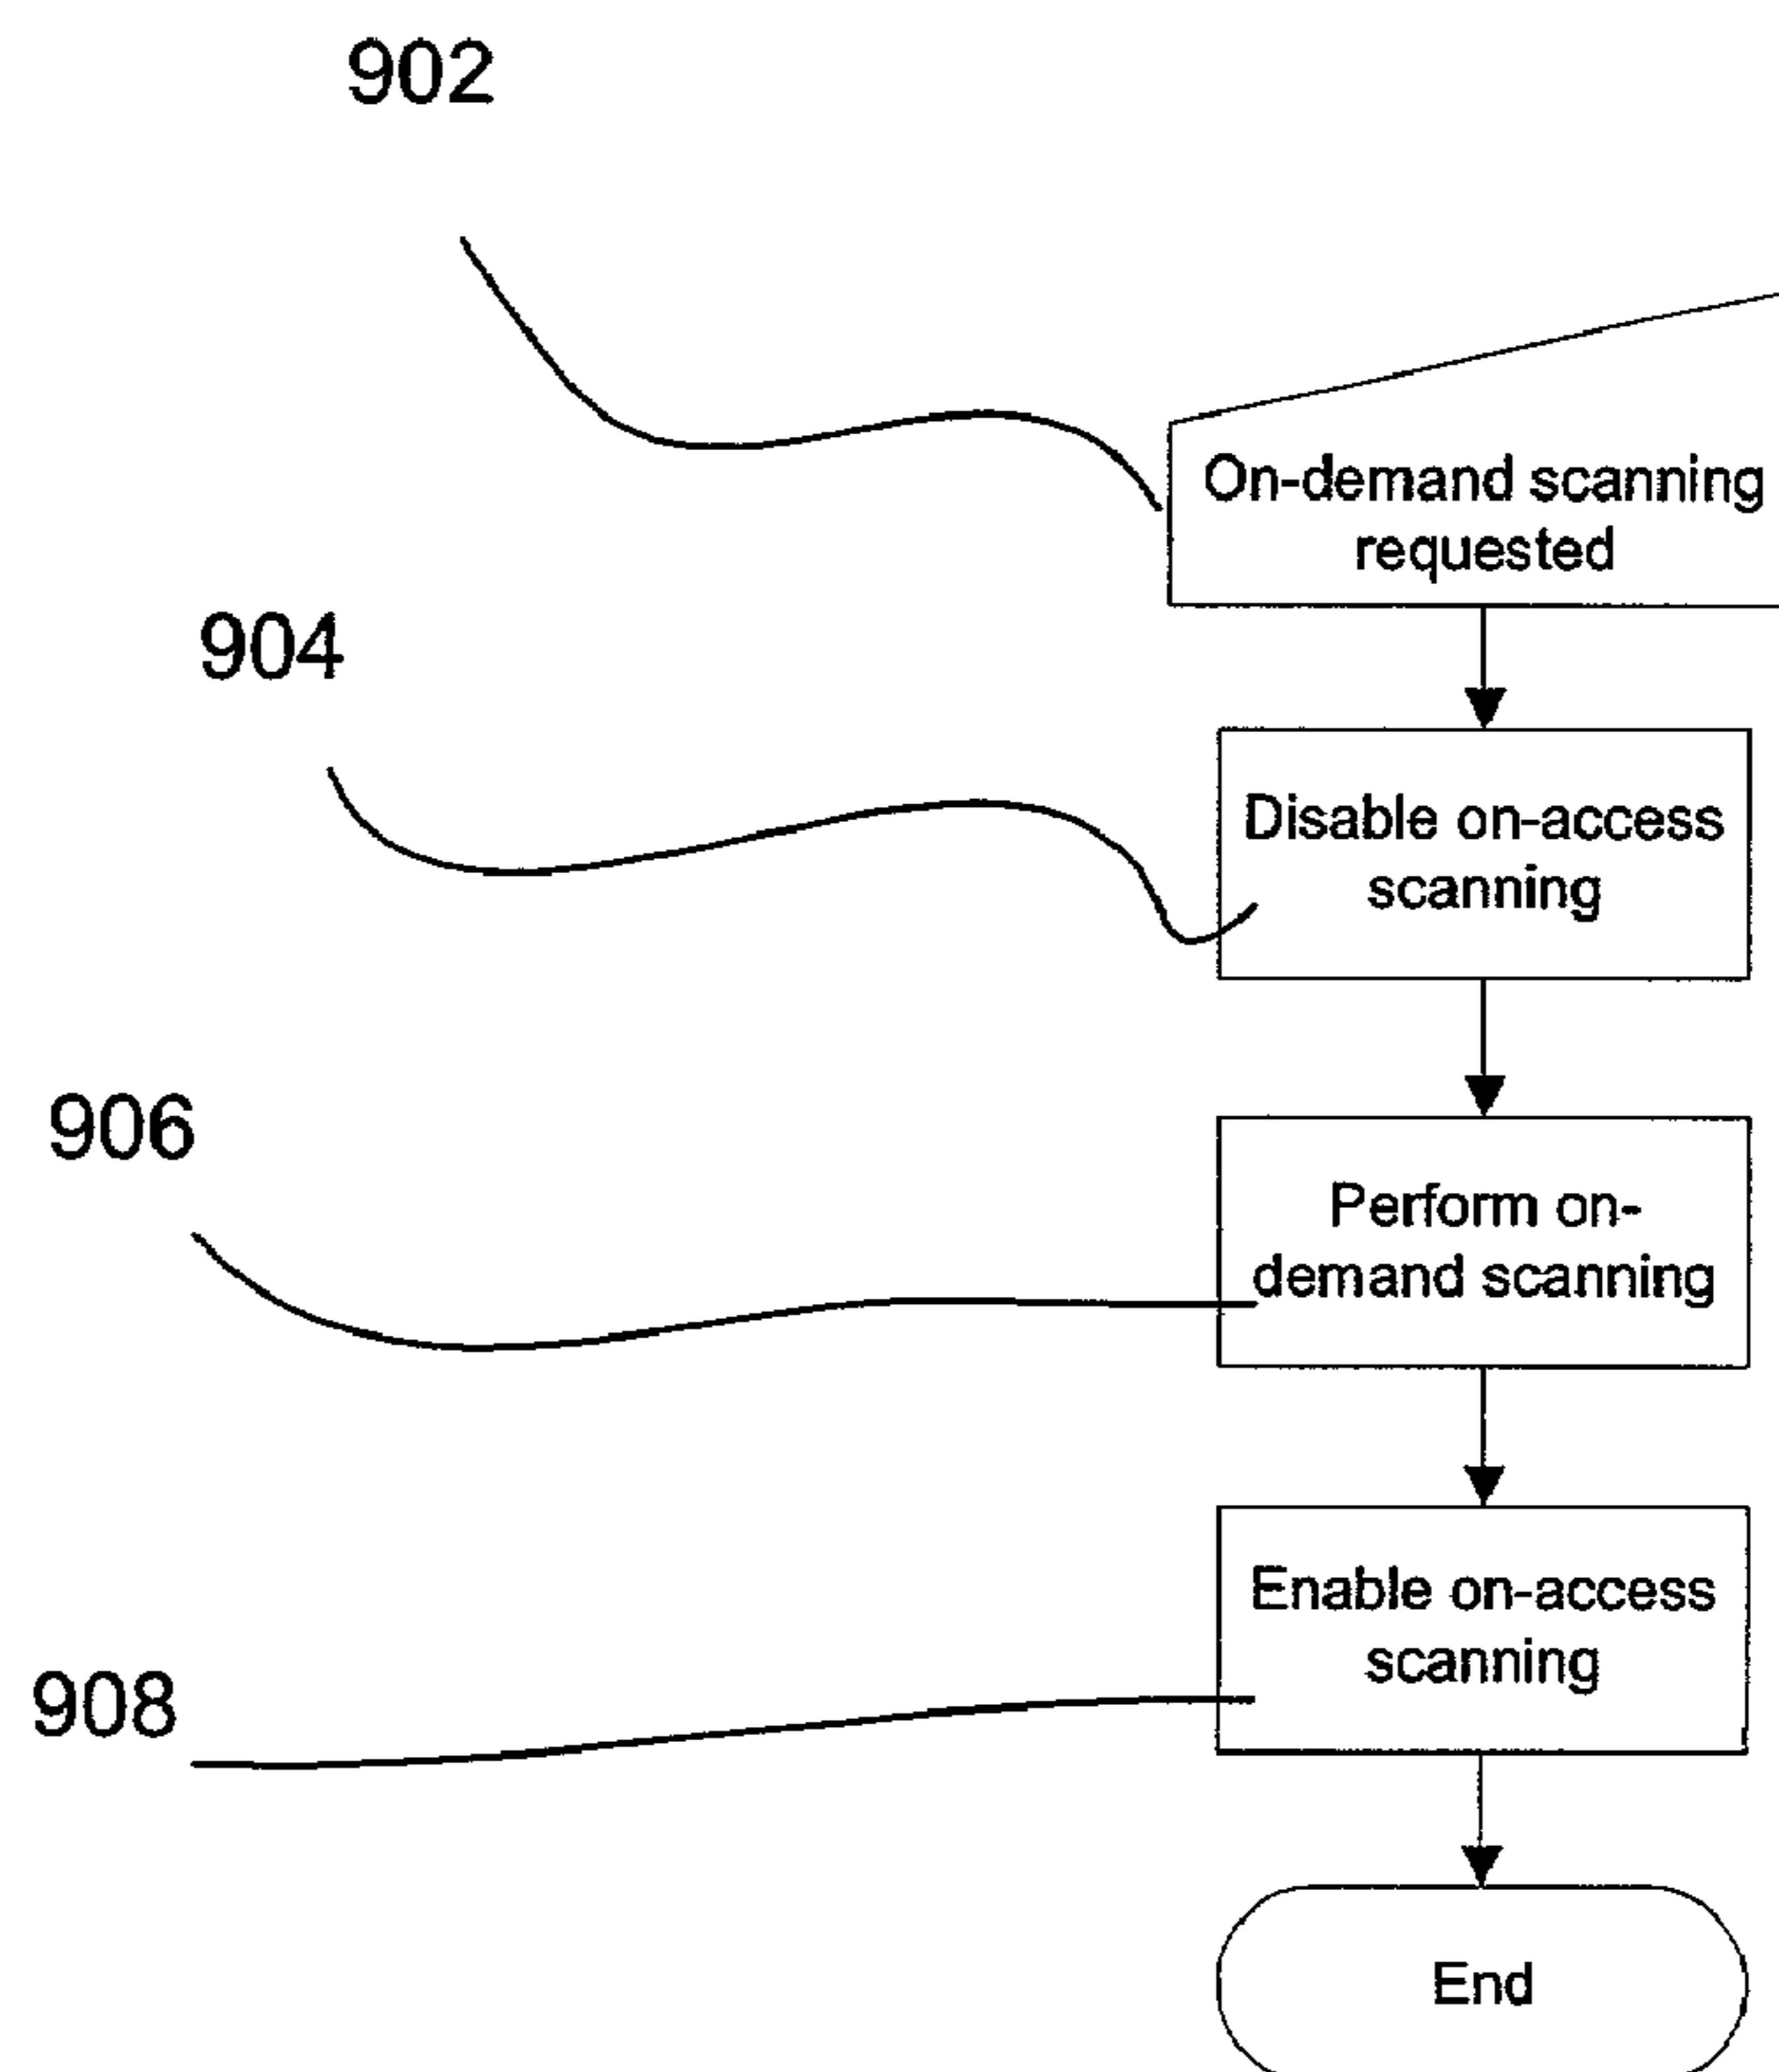 902
On-demand scanning
requested
904
Disable on-access
scanning
906
Perform on-
demand scanning
Enable on-access
scanning
908
End